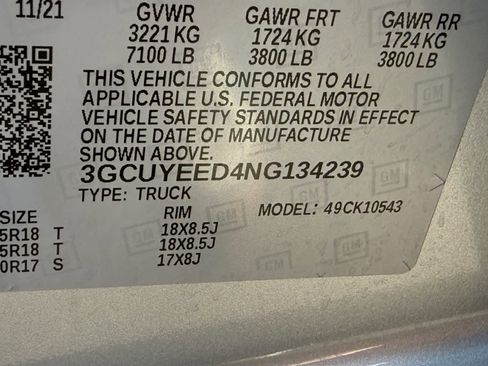 11/21 GVWR GAWR FRT GAWR RR
3221 KG 1724 KG 1724 KG
7100 LB 3800 LB 3800 LB
THIS VEHICLE CONFORMS TO ALL
APPLICABLE U.S. FEDERAL MOTOR
VEHICLE SAFETY STANDARDS IN EFFECT
ON THE DATE OF MANUFACTURE
SHOWN ABOVE.
3GCUYEED4NG134239
TYPE: TRUCK MODEL: 49CK10543
SIZE RIM
5R18 T 18X8.5J
5R18 T 18X8.5J
0R17 S 17X8J
GM